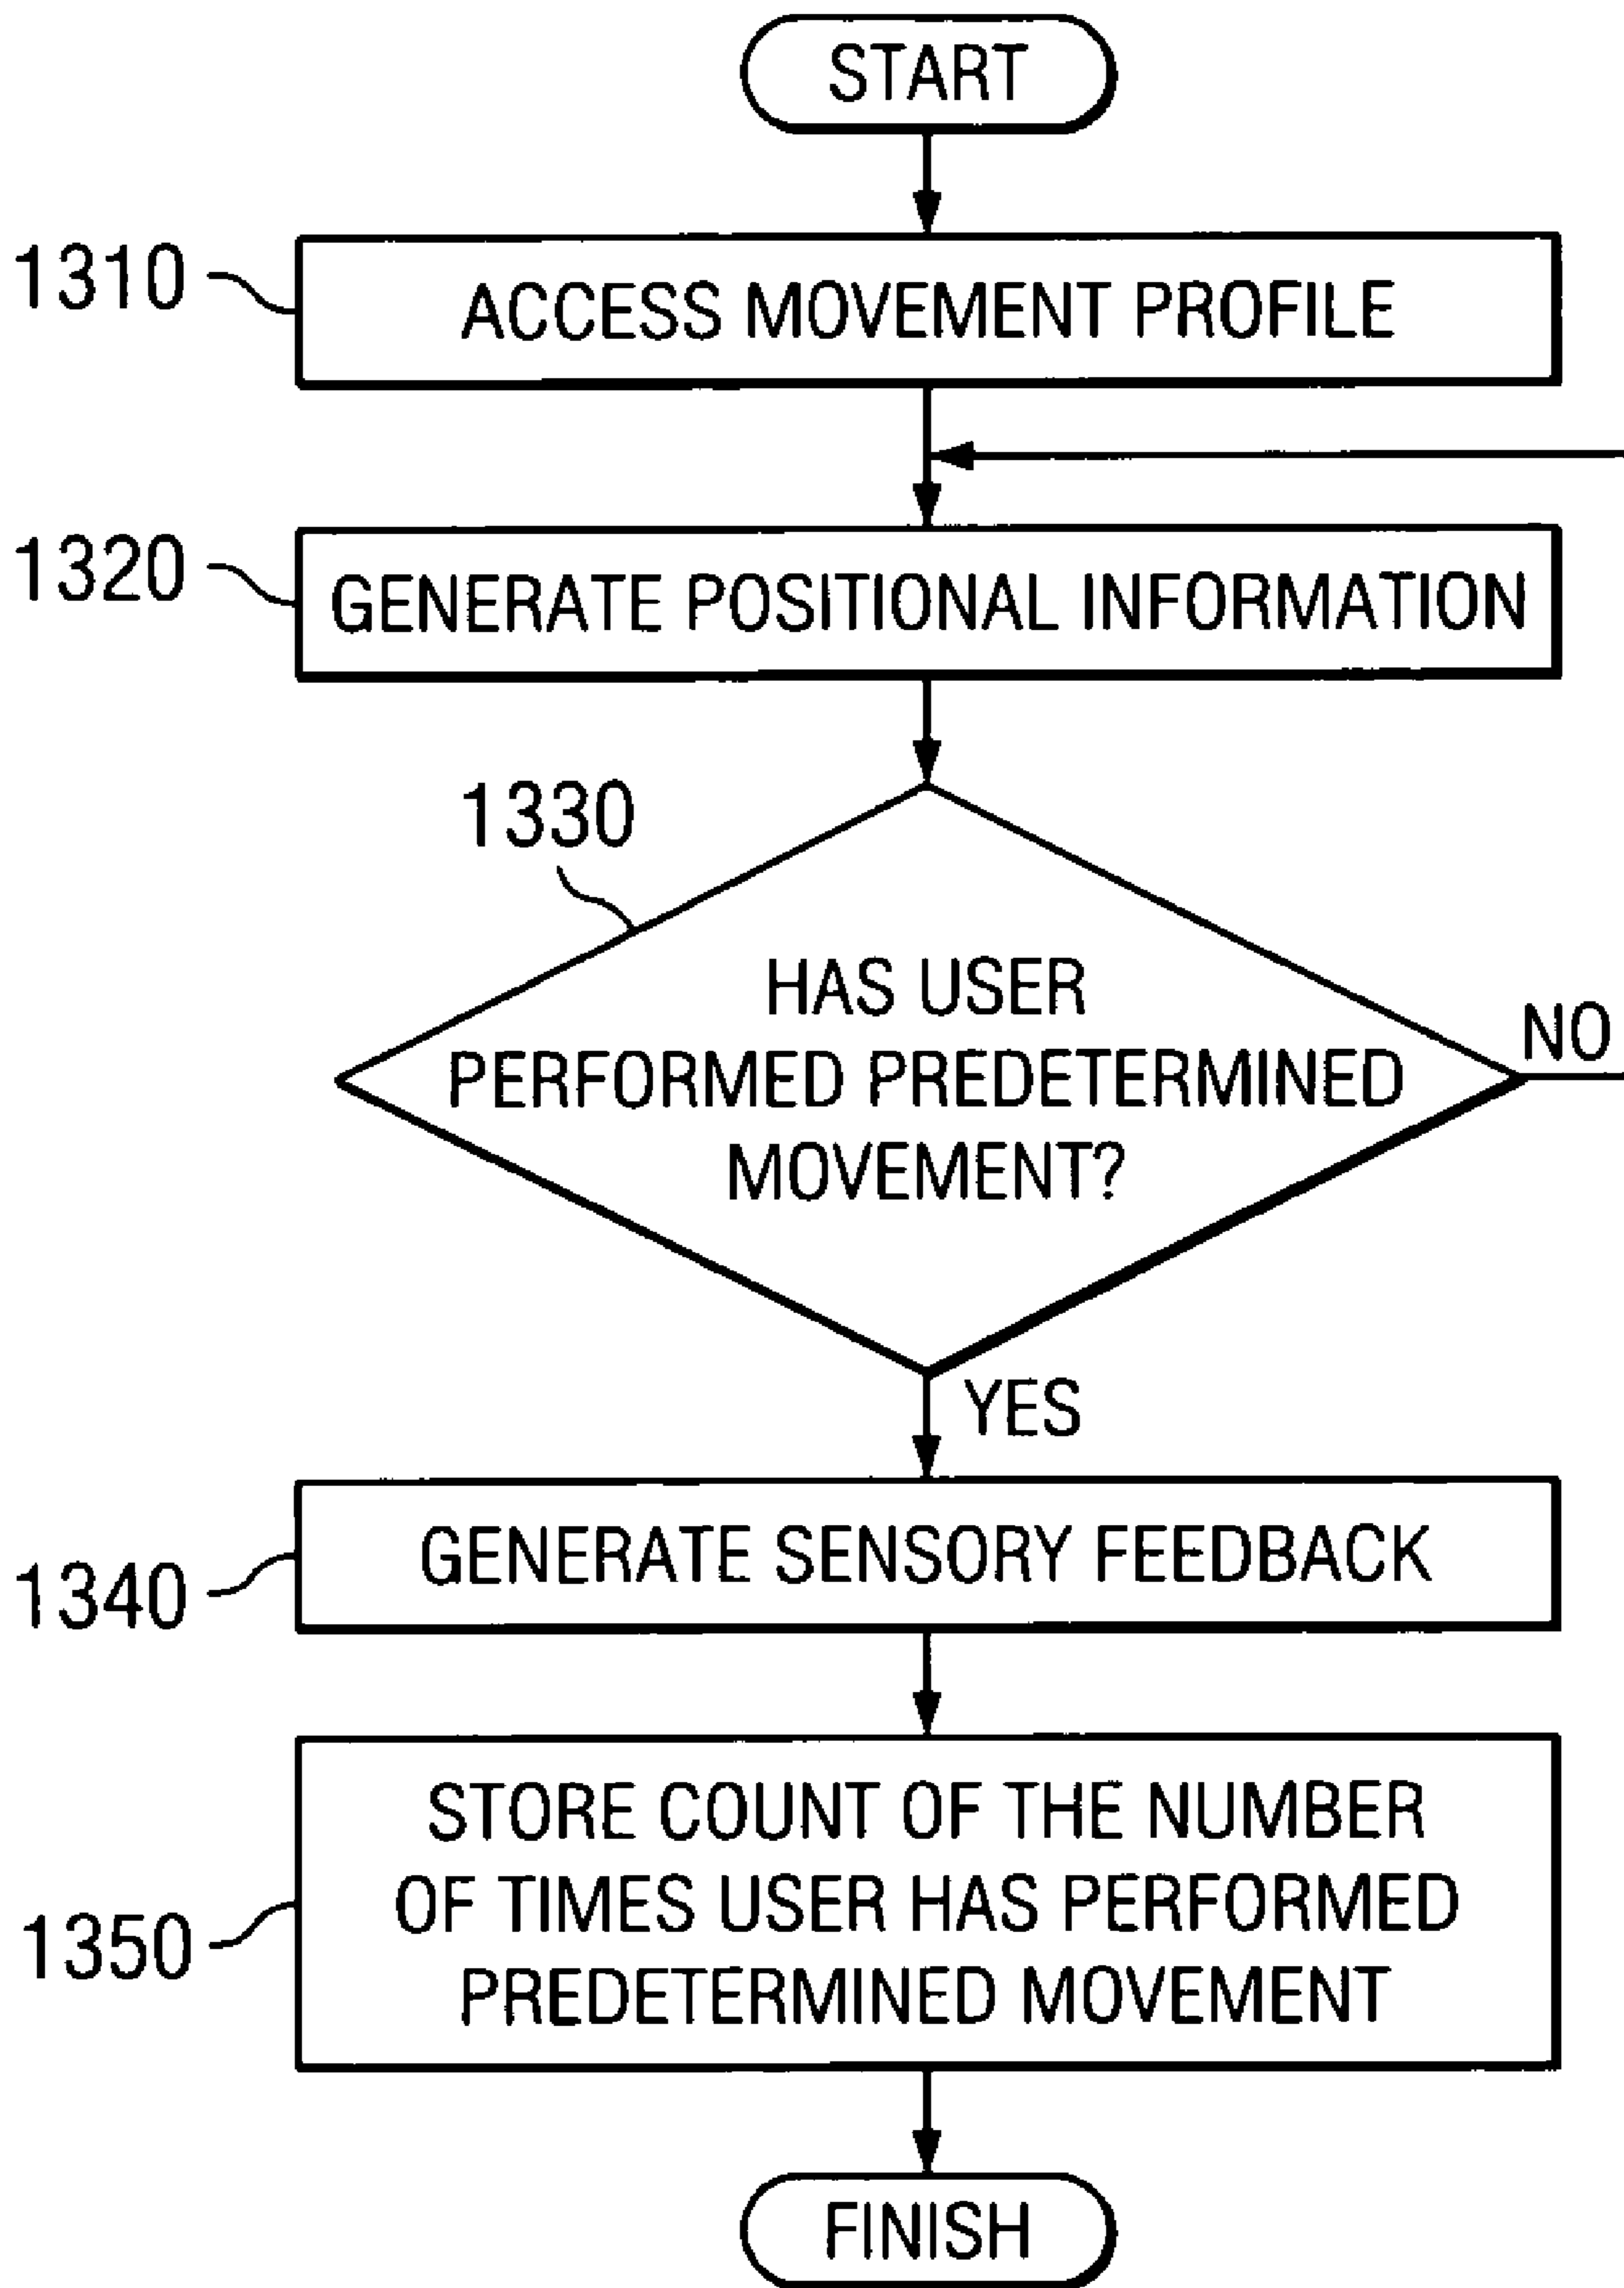 START
1310
ACCESS MOVEMENT PROFILE
1320
GENERATE POSITIONAL INFORMATION
1330
HAS USER
PERFORMED PREDETERMINED
MOVEMENT?
NO
YES
1340
GENERATE SENSORY FEEDBACK
1350
STORE COUNT OF THE NUMBER
OF TIMES USER HAS PERFORMED
PREDETERMINED MOVEMENT
FINISH